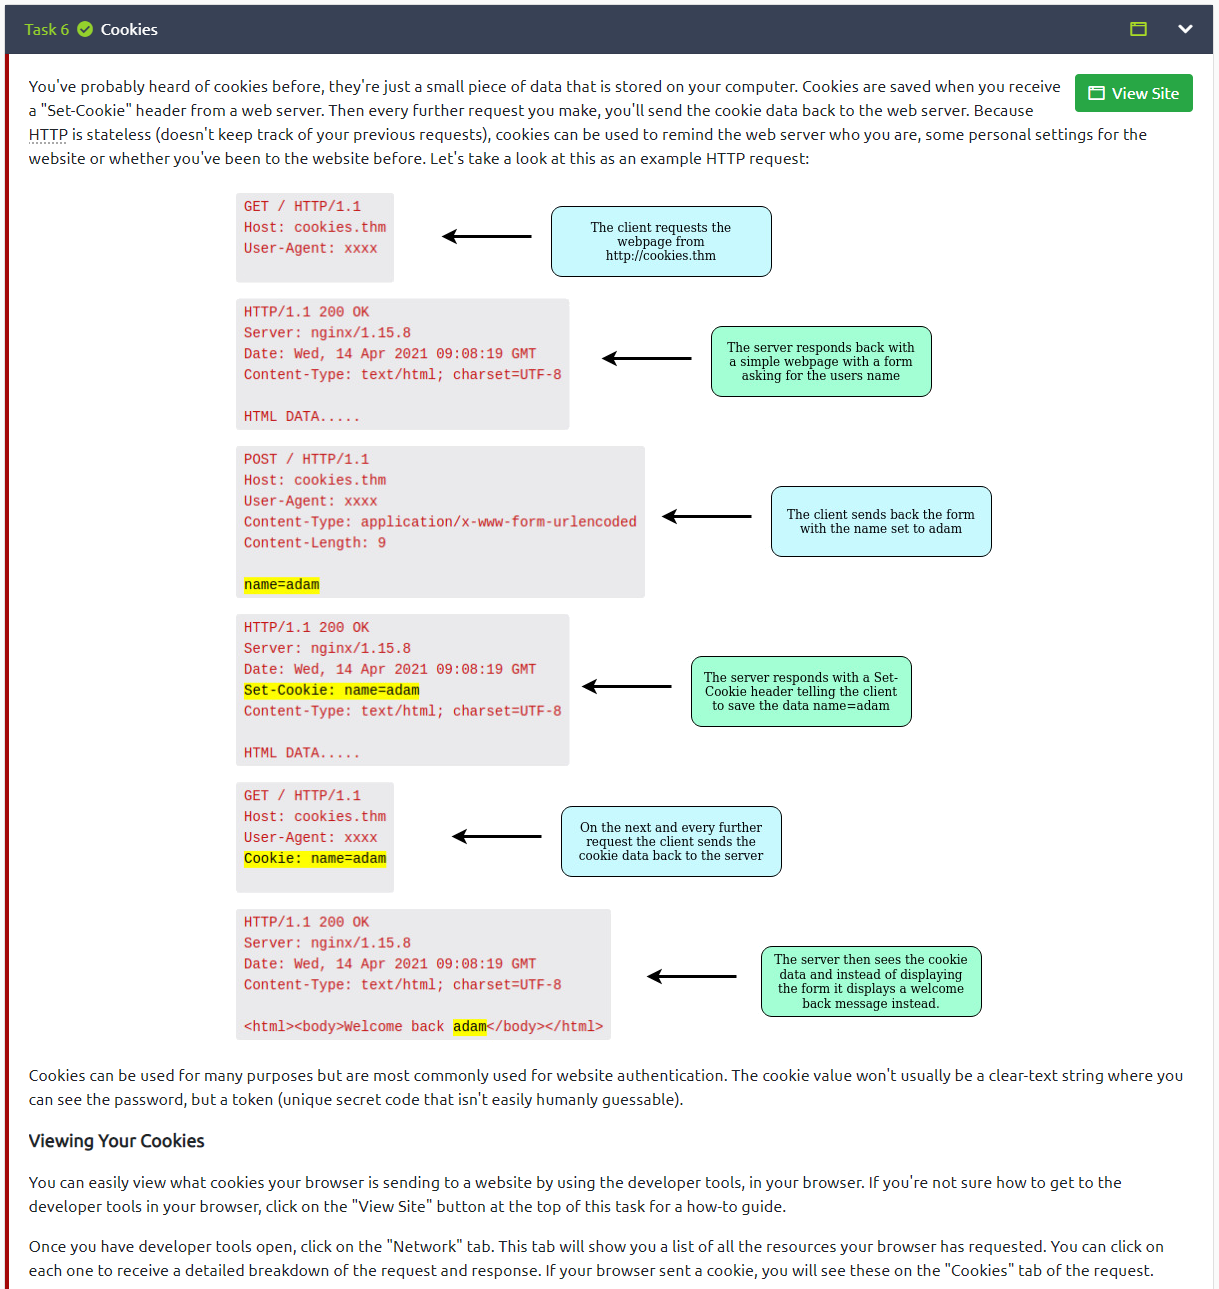 Task 6 Cookies
You've probably heard of cookies before, they're just a small piece of data that is stored on your computer. Cookies are saved when you receive
View Site
a "Set-Cookie" header from a web server. Then every further request you make, you'll send the cookie data back to the web server. Because
HTTP is stateless (doesn't keep track of your previous requests), cookies can be used to remind the web server who you are, some personal settings for the
website or whether you've been to the website before. Let's take a look at this as an example HTTP request:
GET / HTTP/1.1
Host: cookies.thm
User-Agent: xxxx
The client requests the
webpage from
http://cookies.thm
HTTP/1.1 200 OK
Server: nginx/1.15.8
Date: Wed, 14 Apr 2021 09:08:19 GMT
Content-Type: text/html; charset=UTF-8
HTML DATA.....
The server responds back with
a simple webpage with a form
asking for the users name
POST / HTTP/1.1
Host: cookies.thm
User-Agent: xxxx
Content-Type: application/x-www-form-urlencoded
Content-Length: 9
name=adam
The client sends back the form
with the name set to adam
HTTP/1.1 200 OK
Server: nginx/1.15.8
Date: Wed, 14 Apr 2021 09:08:19 GMT
Set-Cookie: name=adam
Content-Type: text/html; charset=UTF-8
HTML DATA.....
The server responds with a Set-
Cookie header telling the client
to save the data name=adam
GET / HTTP/1.1
Host: cookies.thm
User-Agent: xxxx
Cookie: name=adam
On the next and every further
request the client sends the
cookie data back to the server
HTTP/1.1 200 OK
Server: nginx/1.15.8
Date: Wed, 14 Apr 2021 09:08:19 GMT
Content-Type: text/html; charset=UTF-8
<html><body>Welcome back adam</body></html>
The server then sees the cookie
data and instead of displaying
the form it displays a welcome
back message instead.
Cookies can be used for many purposes but are most commonly used for website authentication. The cookie value won't usually be a clear-text string where you
can see the password, but a token (unique secret code that isn't easily humanly guessable).
Viewing Your Cookies
You can easily view what cookies your browser is sending to a website by using the developer tools, in your browser. If you're not sure how to get to the
developer tools in your browser, click on the "View Site" button at the top of this task for a how-to guide.
Once you have developer tools open, click on the "Network" tab. This tab will show you a list of all the resources your browser has requested. You can click on
each one to receive a detailed breakdown of the request and response. If your browser sent a cookie, you will see these on the "Cookies" tab of the request.